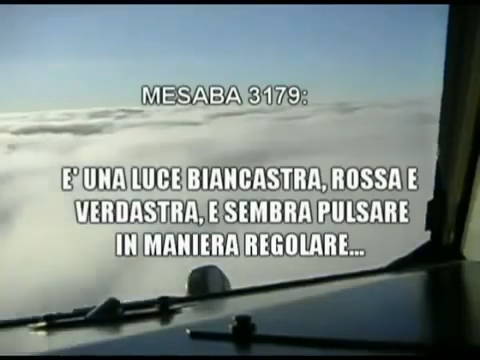 MESABA 3179:
E' UNA LUCE BIANCASTRA, ROSSA E
VERDASTRA, E SEMBRA PULSARE
IN MANIERA REGOLARE...